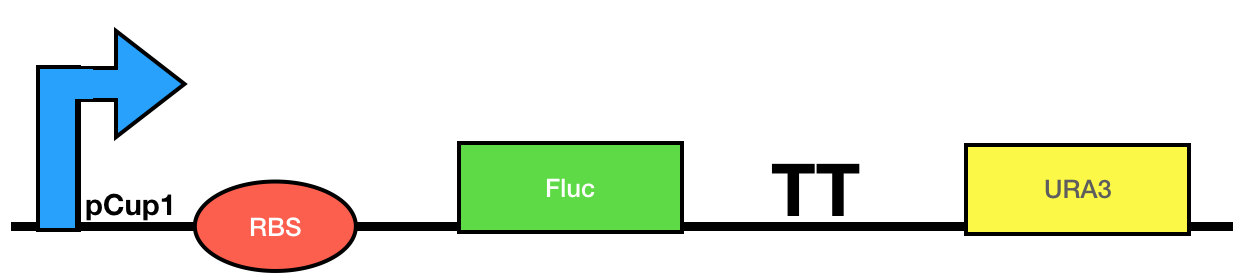 pCup1
RBS
Fluc
TT
URA3